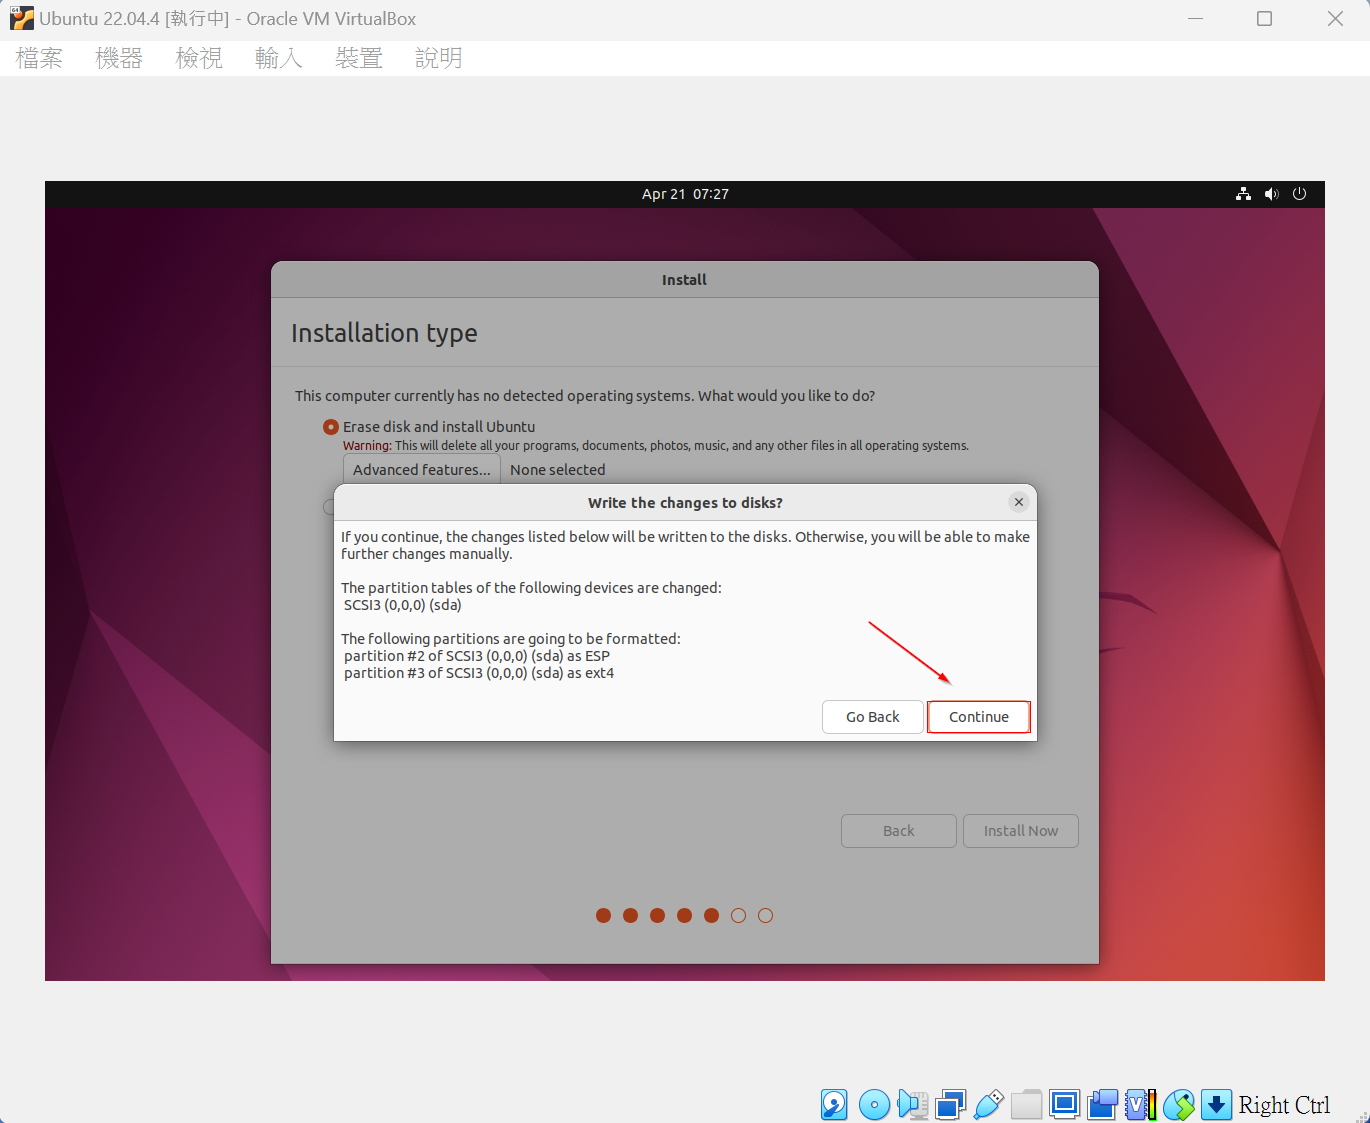 Ubuntu 22.04.4 [執行中] - Oracle VM VirtualBox
檔案 機器 檢視 輸入 裝置 說明
Apr 21 07:27
Install
Installation type
This computer currently has no detected operating systems. What would you like to do?
Erase disk and install Ubuntu
Warning: This will delete all your programs, documents, photos, music, and any other files in all operating systems.
Advanced features... None selected
Write the changes to disks?
If you continue, the changes listed below will be written to the disks. Otherwise, you will be able to make
further changes manually.
The partition tables of the following devices are changed:
SCSI3 (0,0,0) (sda)
The following partitions are going to be formatted:
partition #2 of SCSI3 (0,0,0) (sda) as ESP
partition #3 of SCSI3 (0,0,0) (sda) as ext4
Go Back Continue
Back Install Now
Right Ctrl